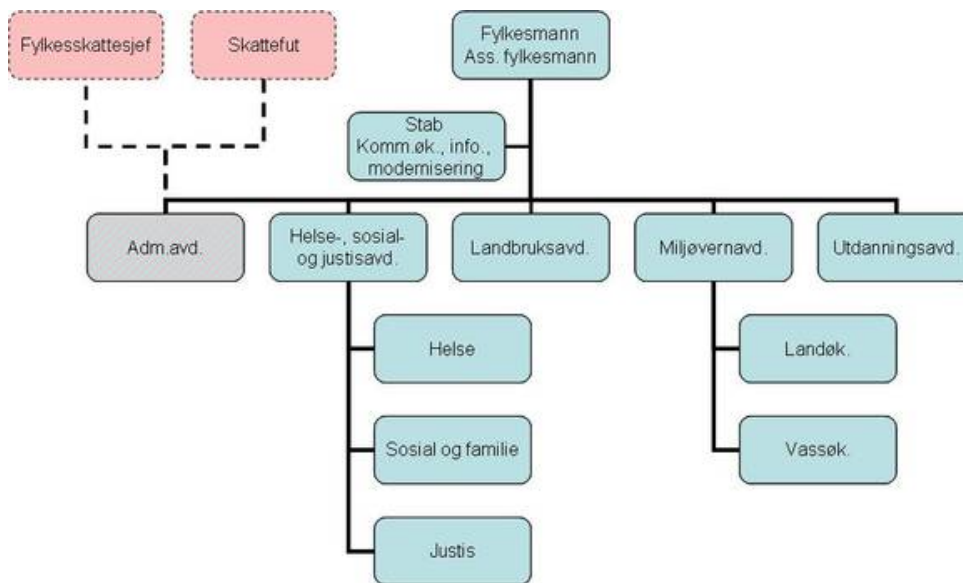 Fylkesskattesjef
Skattefut
Fylkesmann
Ass. fylkesmann
Stab
Komm.øk., info.,
modernisering
Adm.avd.
Helse-, sosial-
og justisavd.
Landbruksavd.
Miljøvernavd.
Utdanningsavd.
Helse
Landøk.
Sosial og familie
Vassøk.
Justis